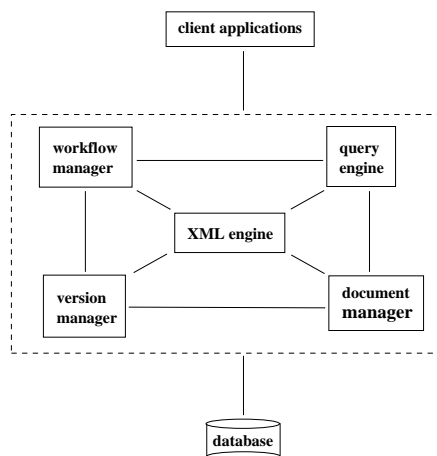 client applications
workflow
manager
query
engine
XML engine
version
manager
document
manager
database